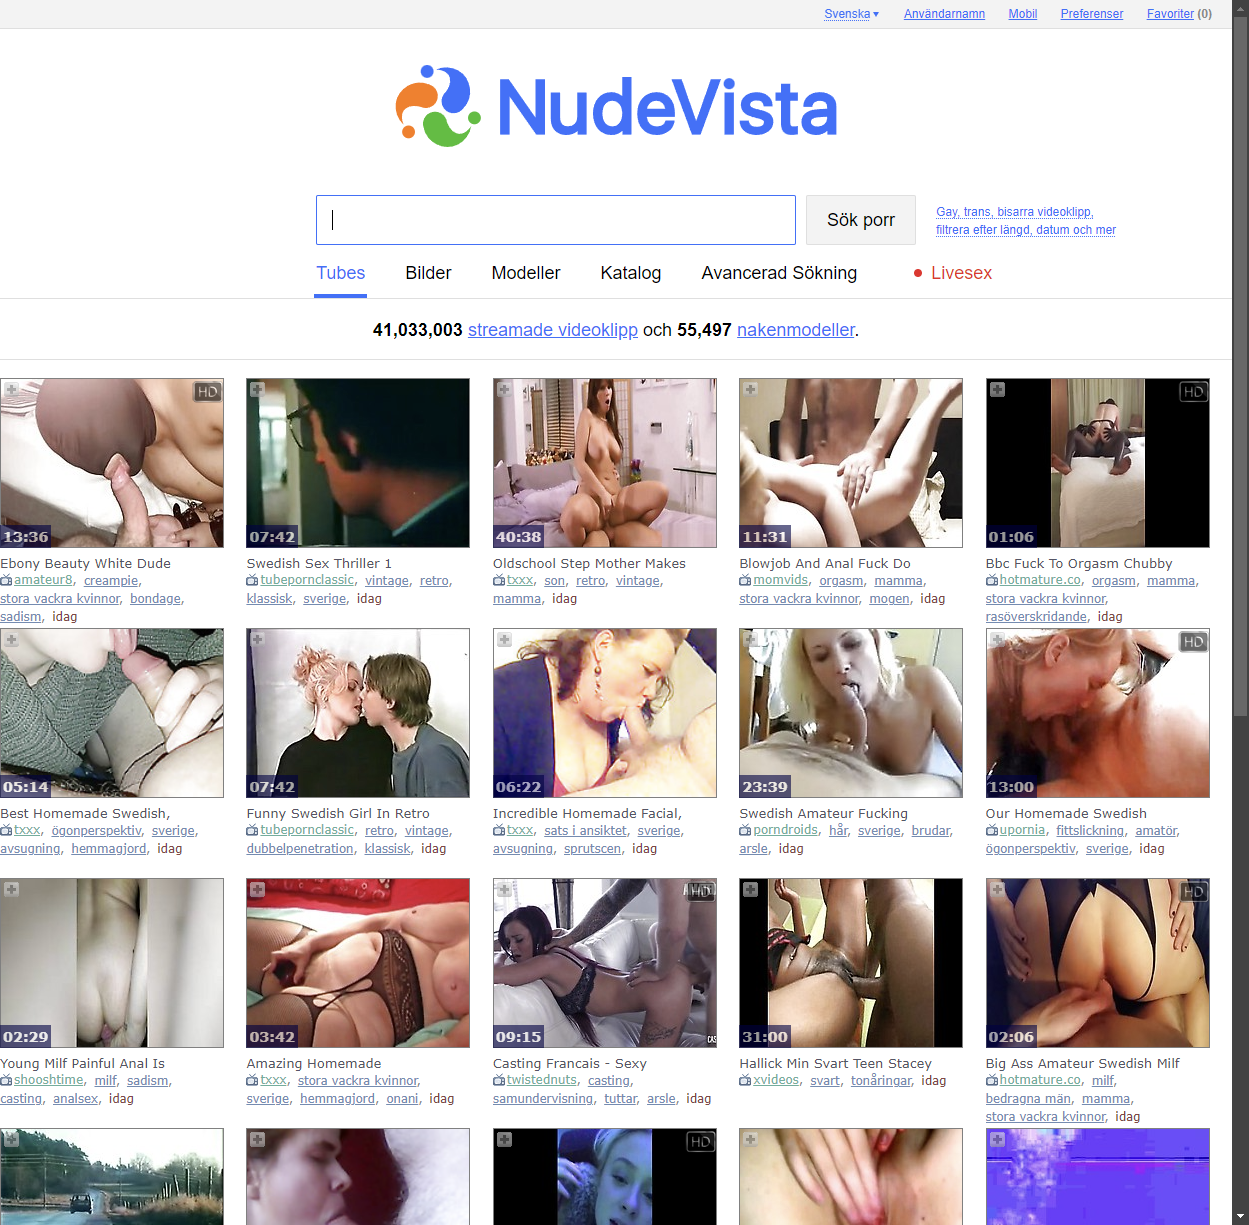 Svenska Användarnamn Mobil Preferenser Favoriter (0)
NudeVista
Sök porr
Gay, trans, bisarra videoklipp,
filtrera efter längd, datum och mer
Tubes Bilder Modeller Katalog Avancerad Sökning Livesex
41,033,003 streamade videoklipp och 55,497 nakenmodeller.
HD
13:36
Ebony Beauty White Dude
amateur8, creampie,
stora vackra kvinnor, bondage,
sadism, idag
07:42
Swedish Sex Thriller 1
tubepornclassic, vintage, retro,
klassisk, sverige, idag
40:38
Oldschool Step Mother Makes
txxx, son, retro, vintage,
mamma, idag
11:31
Blowjob And Anal Fuck Do
momvids, orgasm, mamma,
stora vackra kvinnor, mogen, idag
HD
01:06
Bbc Fuck To Orgasm Chubby
hotmature.co, orgasm, mamma,
stora vackra kvinnor,
rasöverskridande, idag
05:14
Best Homemade Swedish,
txxx, ögonperspektiv, sverige,
avsugning, hemmagjord, idag
07:42
Funny Swedish Girl In Retro
tubepornclassic, retro, vintage,
dubbelpenetration, klassisk, idag
06:22
Incredible Homemade Facial,
txxx, sats i ansiktet, sverige,
avsugning, sprutscen, idag
23:39
Swedish Amateur Fucking
porndroids, hår, sverige, brudar,
arsle, idag
HD
13:00
Our Homemade Swedish
upornia, fittslickning, amatör,
ögonperspektiv, sverige, idag
02:29
Young Milf Painful Anal Is
shooshtime, milf, sadism,
casting, analsex, idag
03:42
Amazing Homemade
txxx, stora vackra kvinnor,
sverige, hemmagjord, onani, idag
HD
09:15
Casting Francais - Sexy
twistednuts, casting,
samundervisning, tuttar, arsle, idag
31:00
Hallick Min Svart Teen Stacey
xvideos, svart, tonåringar, idag
HD
02:06
Big Ass Amateur Swedish Milf
hotmature.co, milf,
bedragna män, mamma,
stora vackra kvinnor, idag
HD